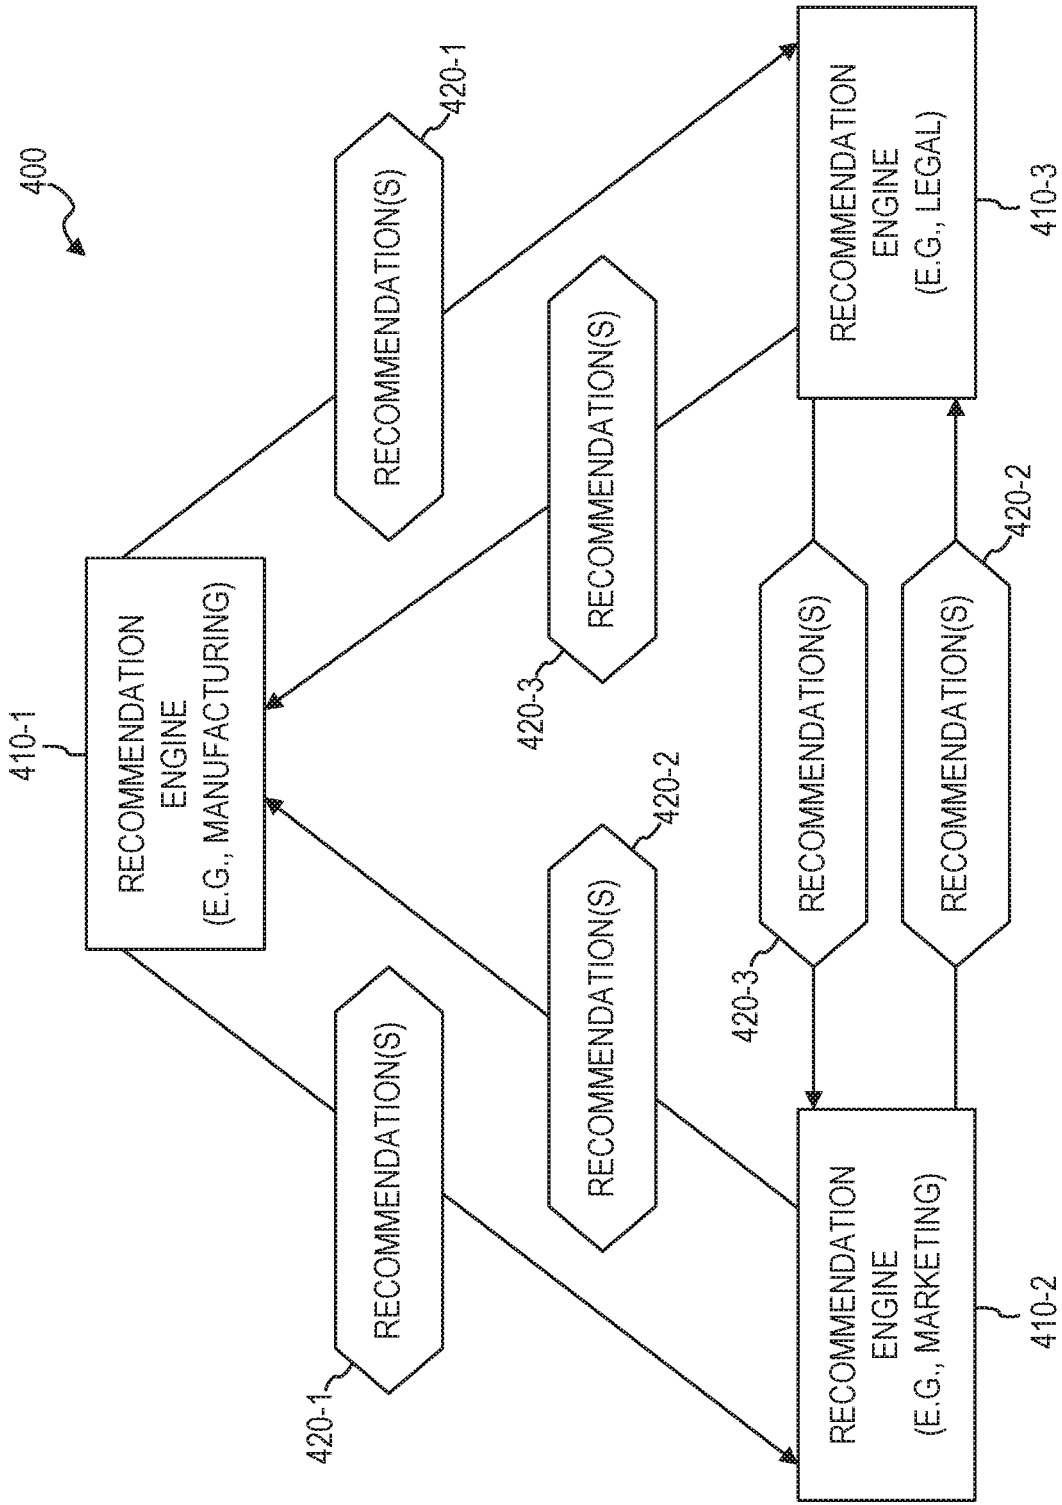 400
410-1
RECOMMENDATION
ENGINE
(E.G., MANUFACTURING)
420-1
RECOMMENDATION(S)
RECOMMENDATION(S)
420-1
420-3
RECOMMENDATION(S)
RECOMMENDATION(S)
420-2
420-3
RECOMMENDATION(S)
RECOMMENDATION(S)
420-2
RECOMMENDATION
ENGINE
(E.G., MARKETING)
410-2
RECOMMENDATION
ENGINE
(E.G., LEGAL)
410-3